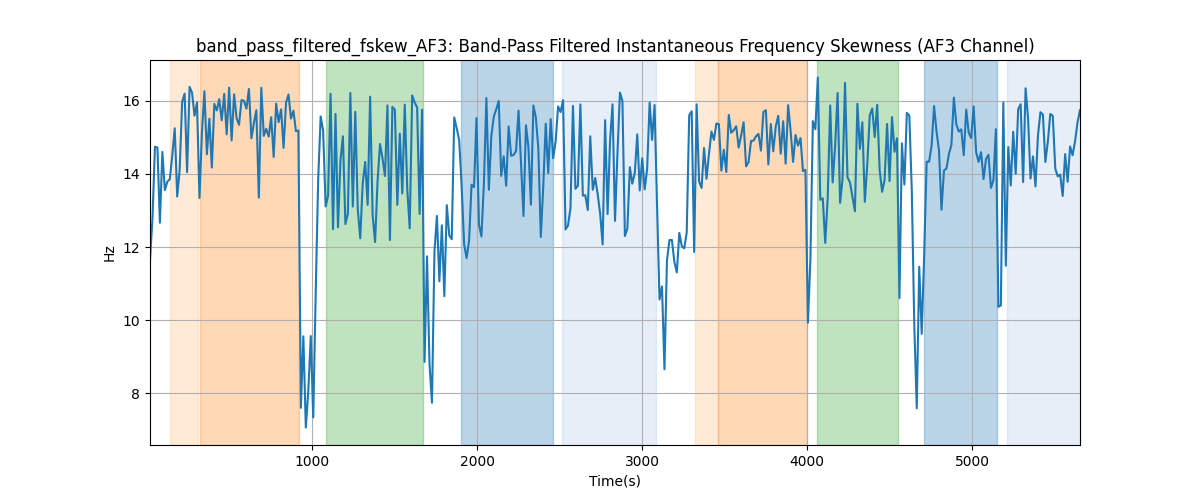 band_pass_filtered_fskew_AF3: Band-Pass Filtered Instantaneous Frequency Skewness (AF3 Channel)
16
14
12
10
8
Hz
1000 2000 3000 4000 5000
Time(s)